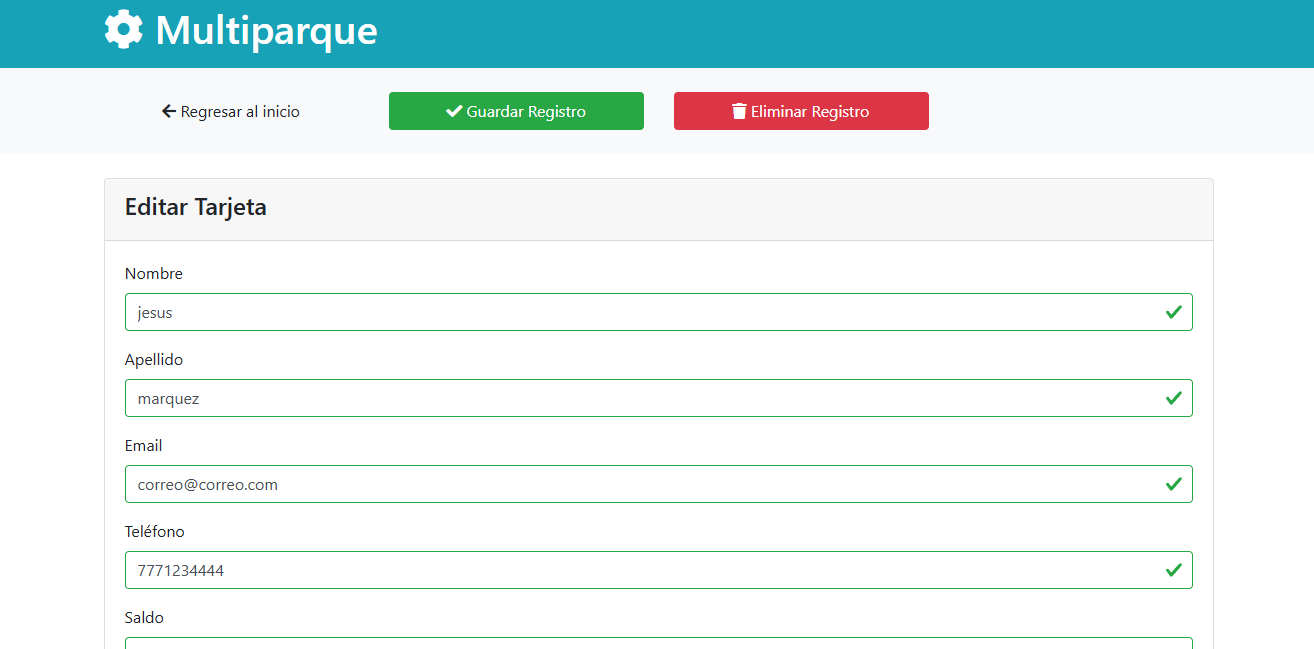 Multiparque
Regresar al inicio
Guardar Registro
Eliminar Registro
Editar Tarjeta
Nombre
jesus
Apellido
marquez
Email
correo@correo.com
Teléfono
7771234444
Saldo